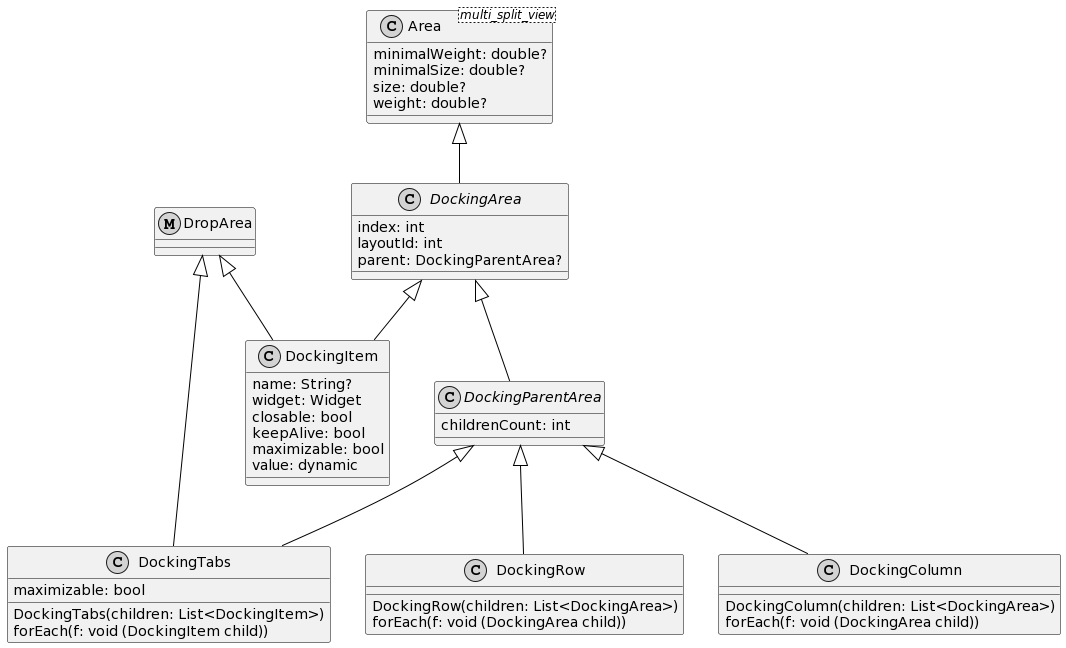 multi_split_view
C Area
minimalWeight: double?
minimalSize: double?
size: double?
weight: double?
C DockingArea
index: int
layoutId: int
parent: DockingParentArea?
M DropArea
C DockingItem
name: String?
widget: Widget
closable: bool
keepAlive: bool
maximizable: bool
value: dynamic
C DockingParentArea
childrenCount: int
C DockingTabs
maximizable: bool
DockingTabs(children: List<DockingItem>)
forEach(f: void (DockingItem child))
C DockingRow
DockingRow(children: List<DockingArea>)
forEach(f: void (DockingArea child))
C DockingColumn
DockingColumn(children: List<DockingArea>)
forEach(f: void (DockingArea child))